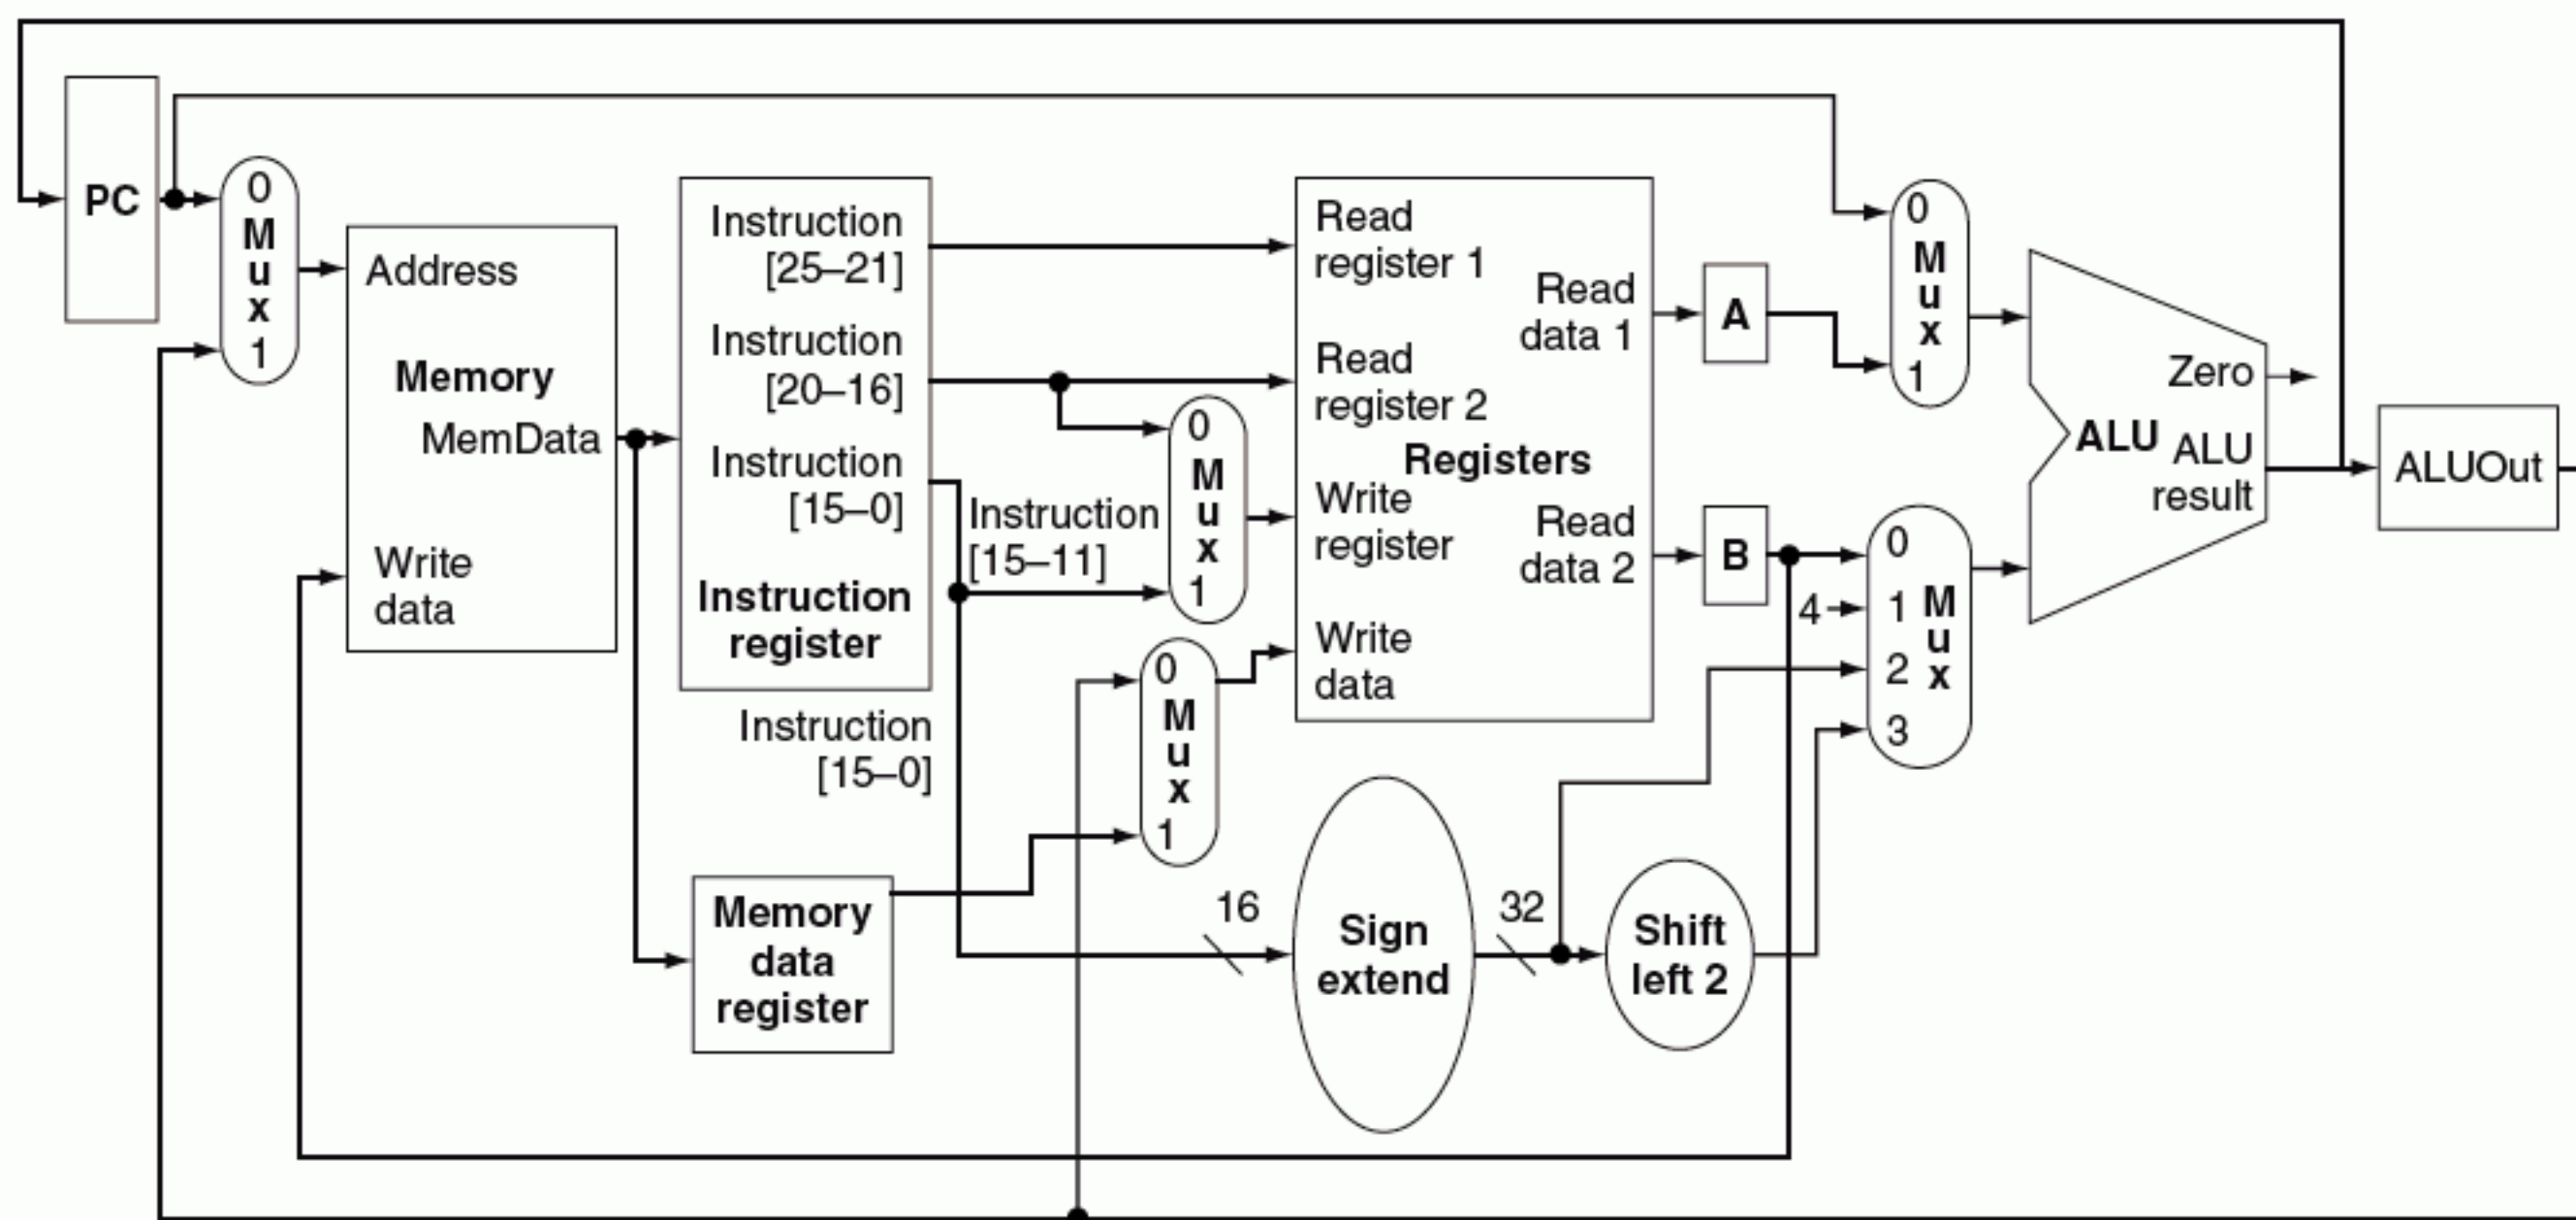 PC
0
M
u
x
1
Address
Memory
MemData
Write
data
Instruction
[25–21]
Instruction
[20–16]
Instruction
[15–0]
Instruction
register
Instruction
[15–0]
Memory
data
register
Instruction
[15–11]
0
M
u
x
1
0
M
u
x
1
16
Read
register 1
Read
register 2
Registers
Write
register
Write
data
Read
data 1
Read
data 2
Sign
extend
32
Shift
left 2
A
B
4
0
M
u
x
1
0
1
2
3
M
u
x
Zero
ALU
ALU
result
ALUOut